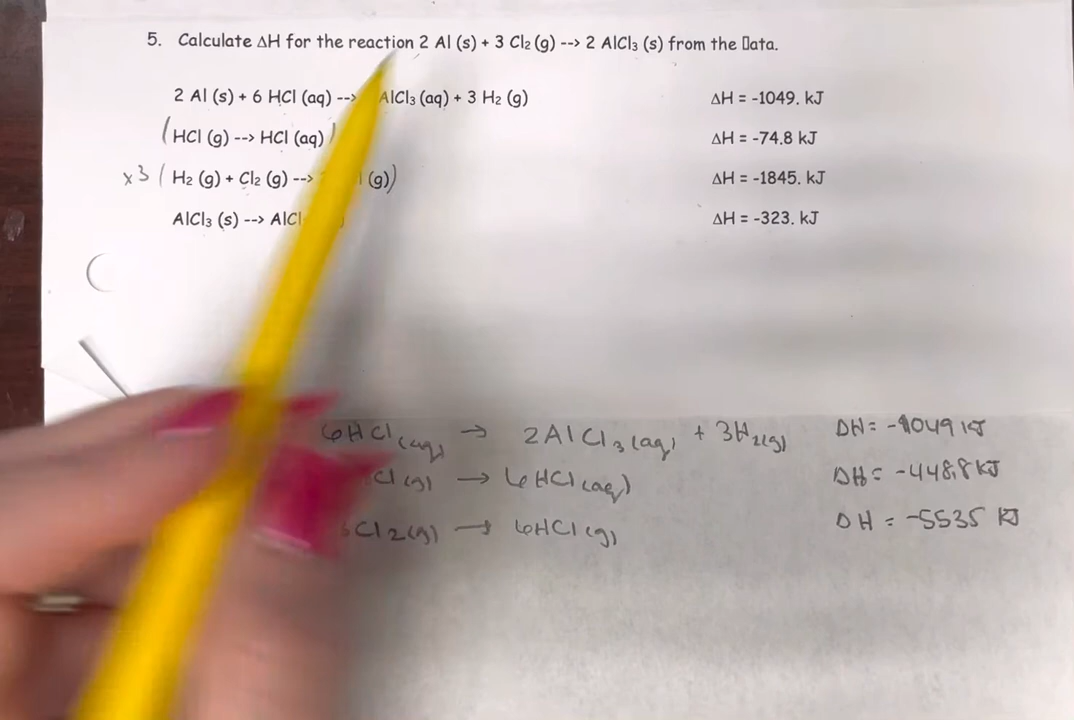 5. Calculate ΔH for the reaction 2 Al (s) + 3 Cl₂ (g) --> 2 AlCl₃ (s) from the ata.
2 Al (s) + 6 HCl (aq) --> AlCl₃ (aq) + 3 H₂ (g) ΔH = -1049. kJ
(HCl (g) --> HCl (aq)) ΔH = -74.8 kJ
x3 (H₂ (g) + Cl₂ (g) --> (g)) ΔH = -1845. kJ
AlCl₃ (s) --> ΔH = -323. kJ
6HCl(aq) → 2AlCl₃(aq) + 3H₂(g) ΔH = -1049 kJ
(g) → 6HCl(aq) ΔH = -448,8 kJ
Cl₂(g) → 6HCl(g) ΔH = -5535 kJ